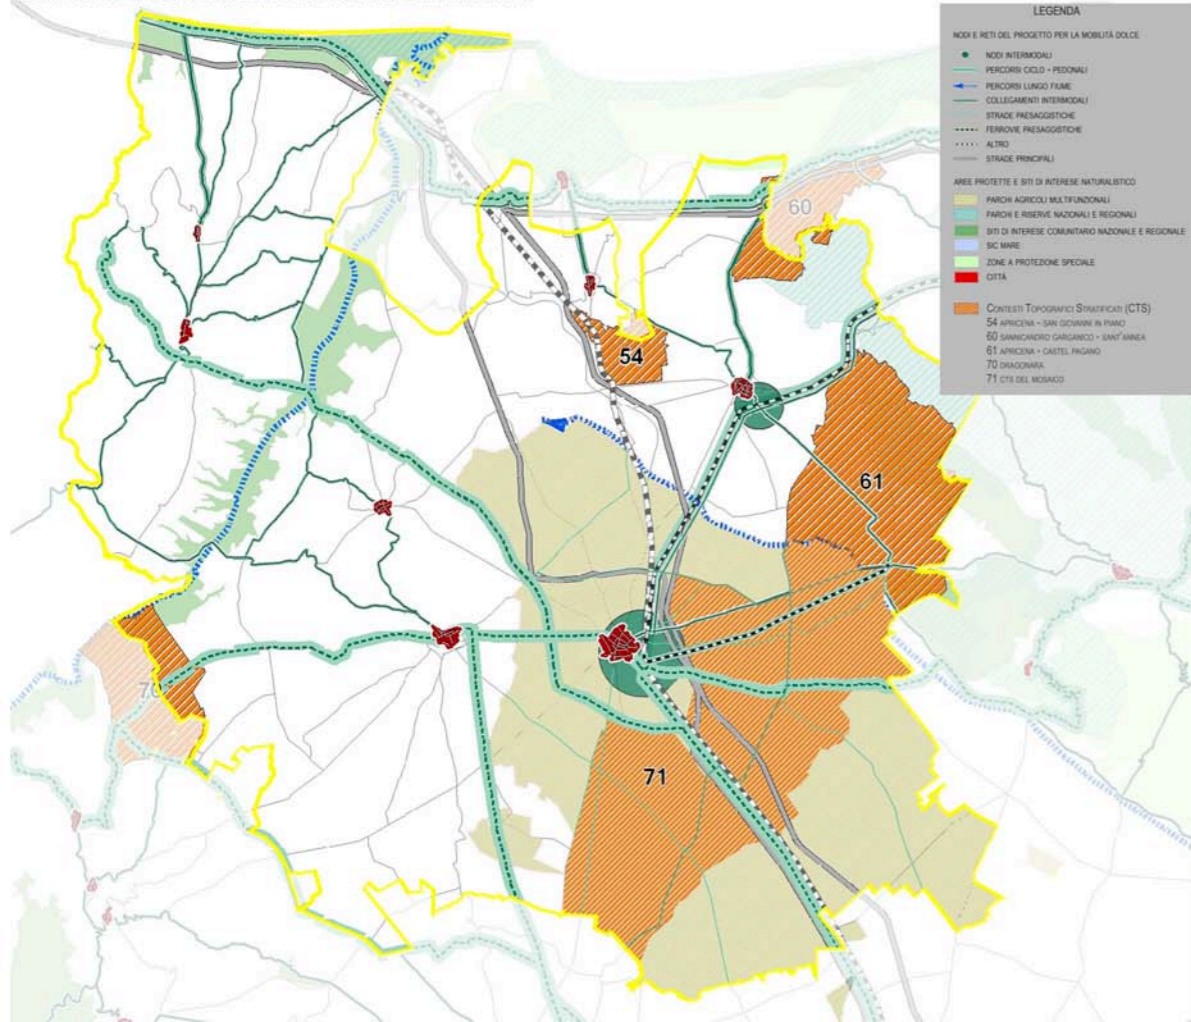 LEGENDA
NODI E RETI DEL PROGETTO PER LA MOBILITÀ DOLCE
NODI INTERMODALI
PERCORSI CICLO - PEDONALI
PERCORSI LUNGO FIUME
COLLEGAMENTI INTERMODALI
STRADE PAESAGGISTICHE
FERROVIE PAESAGGISTICHE
ALTRO
STRADE PRINCIPALI
AREE PROTETTE E SITI DI INTERESSE NATURALISTICO
PARCHI AGRICOLI MULTIFUNZIONALI
PARCHI E RISERVE NAZIONALI E REGIONALI
SITI DI INTERESSE COMUNITARIO NAZIONALE E REGIONALE
SIC MARE
ZONE A PROTEZIONE SPECIALE
CITTÀ
CONTESTI TOPOGRAFICI STRATIFICATI (CTS)
54 APRICENA - SAN GIOVANNI IN PIANO
60 SANNICANDRO GARGANICO - SANT'ANNEA
61 APRICENA - CASTEL PAGANO
70 DRAGONARA
71 CTS DEL MOSAICO
60
54
61
70
71